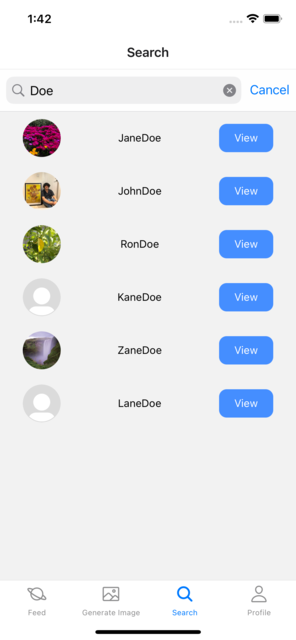 1:42
Search
Doe
Cancel
JaneDoe
View
JohnDoe
View
RonDoe
View
KaneDoe
View
ZaneDoe
View
LaneDoe
View
Feed
Generate Image
Search
Profile